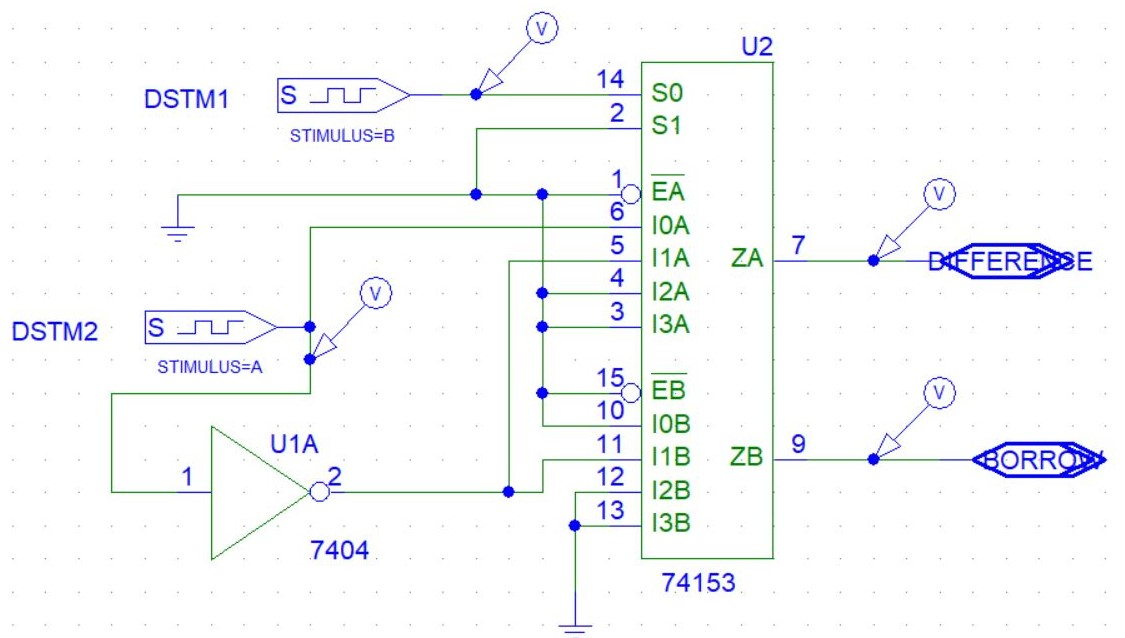 V
U2
DSTM1
S
STIMULUS=B
14
S0
2
S1
1
EA
6
I0A
5
I1A
ZA
7
V
DIFFERENCE
4
I2A
3
I3A
V
DSTM2
S
STIMULUS=A
15
EB
10
I0B
V
U1A
11
I1B
ZB
9
BORROW
1
2
12
I2B
13
I3B
7404
74153